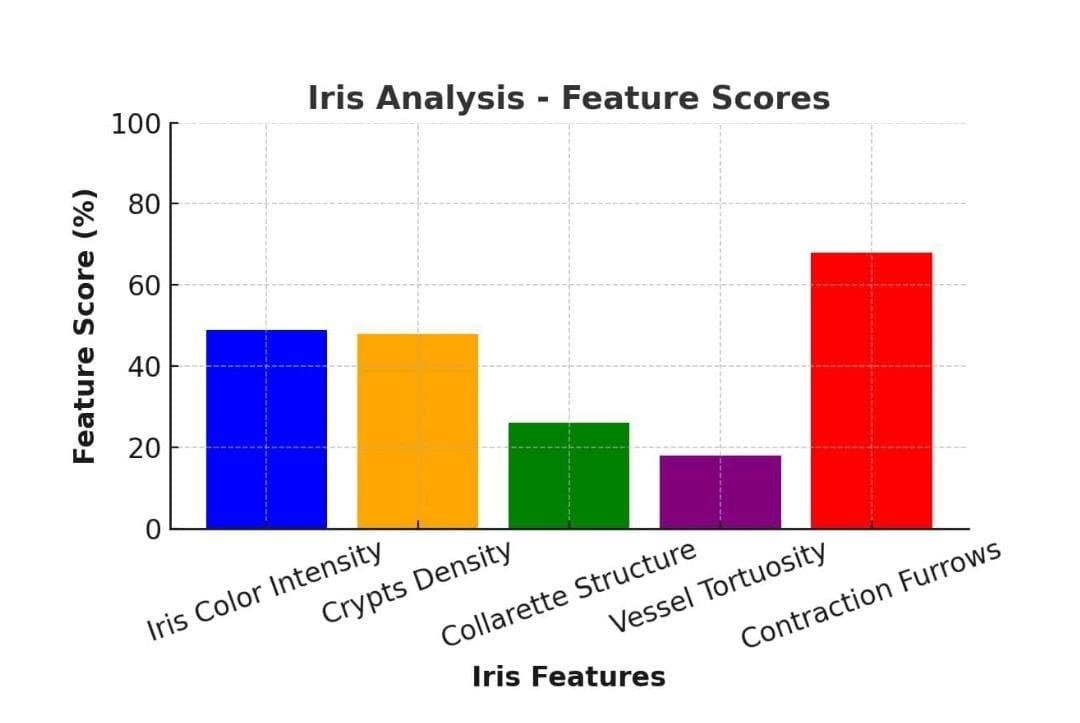 Iris Analysis - Feature Scores
Feature Score (%)
100
80
60
40
20
0
Iris Color Intensity
Crypts Density
Collarette Structure
Vessel Tortuosity
Contraction Furrows
Iris Features